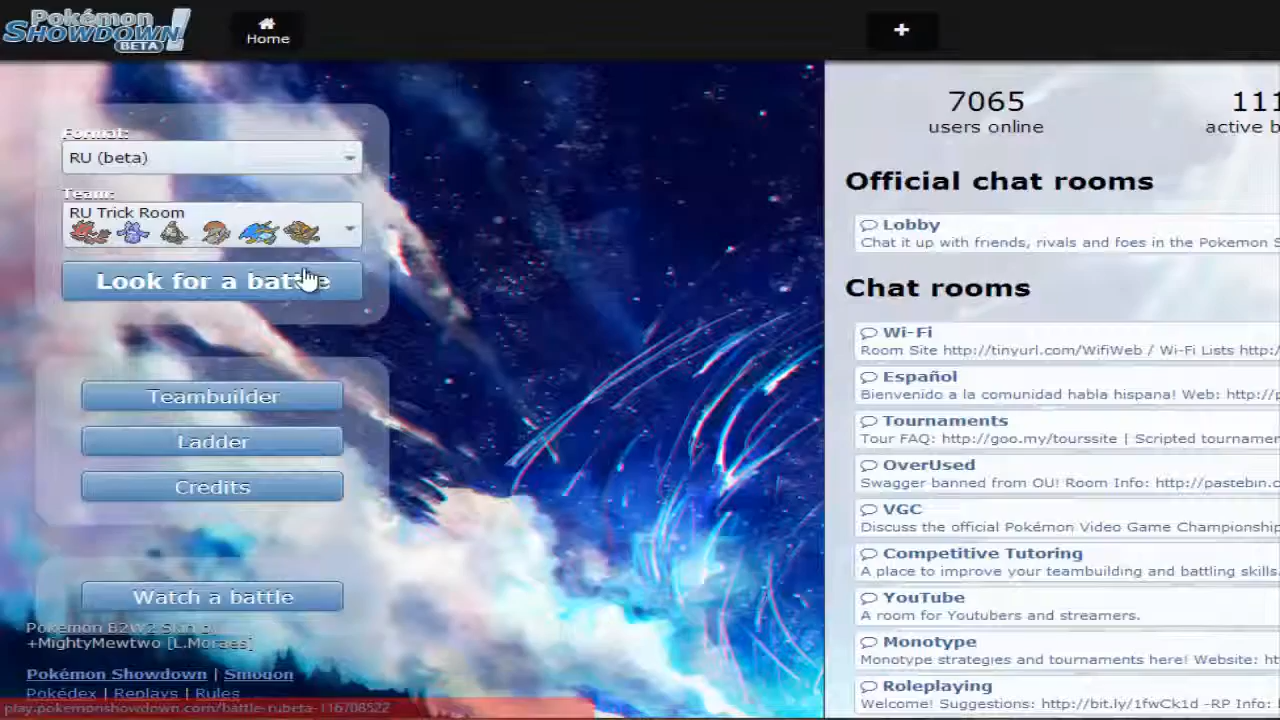 Pokémon
SHOWDOWN!
BETA
Home
Format:
RU (beta)
Team:
RU Trick Room
Look for a battle
Teambuilder
Ladder
Credits
Watch a battle
Pokemon B2W2
+MightyMewtwo [L.Moraes]
Pokémon Showdown | Smogon
Pokédex | Replays | Rules
play.pokemonshowdown.com/battle-rubeta-116708522
7065
users online
111
active b
Official chat rooms
Lobby
Chat it up with friends, rivals and foes in the Pokemon S
Chat rooms
Wi-Fi
Room Site http://tinyurl.com/WifiWeb / Wi-Fi Lists http:/
Español
Bienvenido a la comunidad habla hispana! Web: http://p
Tournaments
Tour FAQ: http://goo.my/tourssite | Scripted tournamen
OverUsed
Swagger banned from OU! Room Info: http://pastebin.c
VGC
Discuss the official Pokémon Video Game Championship
Competitive Tutoring
A place to improve your teambuilding and battling skills.
YouTube
A room for Youtubers and streamers.
Monotype
Monotype strategies and tournaments here! Website: ht
Roleplaying
Welcome! Suggestions: http://bit.ly/1fwCk1d -RP Info: